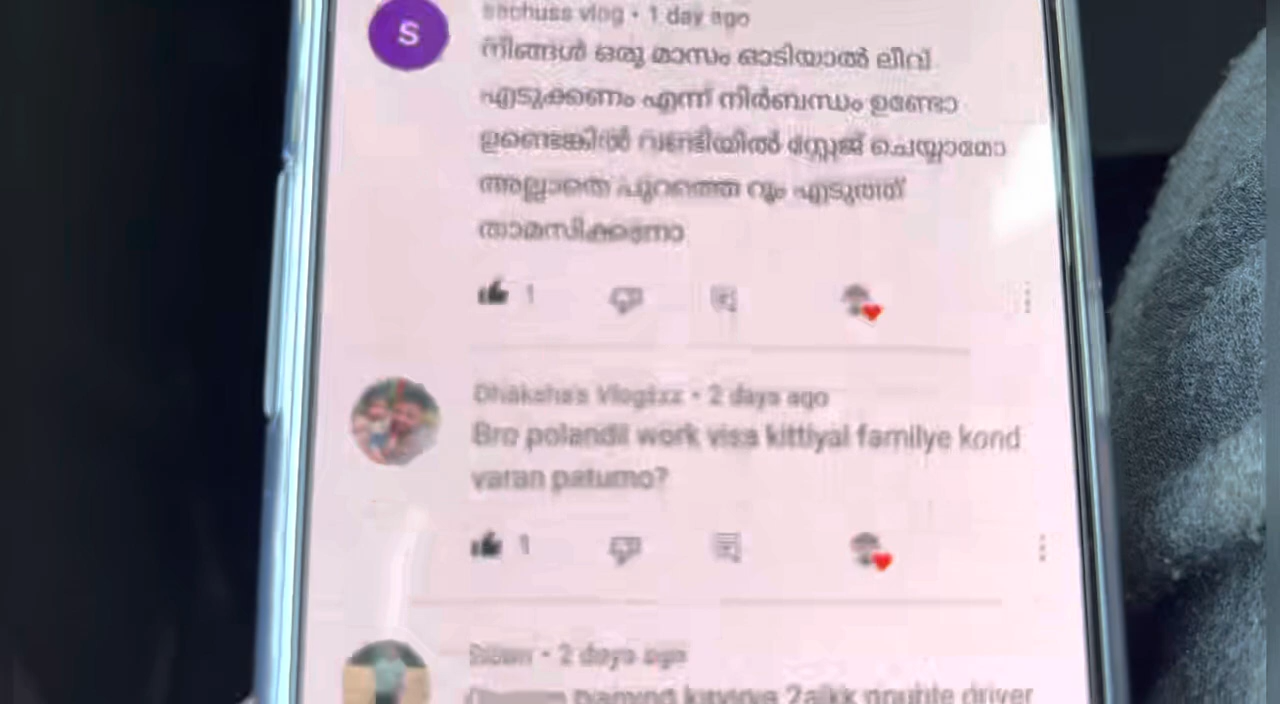 S
sachuss vlog • 1 day ago
നിങ്ങൾ ഒരു മാസം ഓടിയാൽ ലീവ്
എടുക്കണം എന്ന് നിർബന്ധം ഉണ്ടോ
ഉണ്ടെങ്കിൽ വണ്ടിയിൽ സ്റ്റേജ് ചെയ്യാമോ
അല്ലാതെ പുറത്തെ റൂം എടുത്ത്
താമസിക്കണോ
1
Dhaksha's Vlogzxz • 2 days ago
Bro polandil work visa kittiyal familye kond
varan patumo?
1
2 days ago
driver